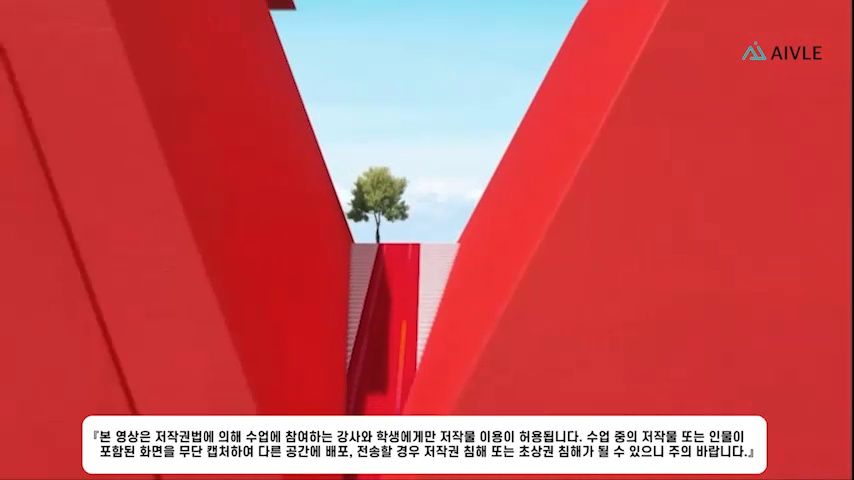 AIVLE
『본 영상은 저작권법에 의해 수업에 참여하는 강사와 학생에게만 저작물 이용이 허용됩니다. 수업 중의 저작물 또는 인물이
포함된 화면을 무단 캡처하여 다른 공간에 배포, 전송할 경우 저작권 침해 또는 초상권 침해가 될 수 있으니 주의 바랍니다.』